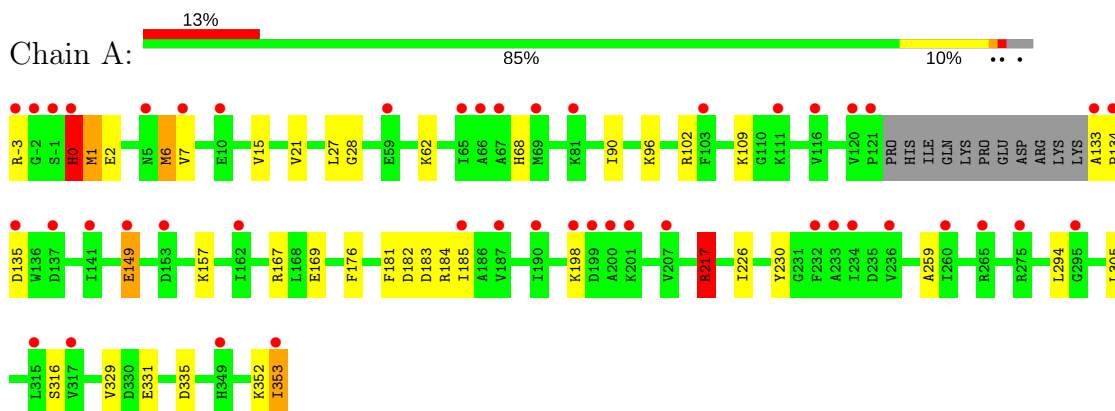 13%
Chain A:
85%
10%
R-3
G-2
S-1
H0
M1
E2
N5
M6
V7
E10
V15
V21
L27
G28
E59
K62
I65
A66
A67
H68
M69
K81
I90
K96
R102
F103
K109
G110
K111
V116
V120
P121
PRO
HIS
ILE
GLN
LYS
PRO
GLU
ASP
ARG
LYS
LYS
A133
D135
W136
D137
I141
E149
D153
K157
I162
R167
L168
E169
F176
F181
D182
D183
R184
I185
A186
V187
I190
K198
D199
A200
K201
V207
R217
I226
Y230
G231
F232
A233
I234
D235
V236
A259
I260
R265
R275
L294
G295
L315
S316
V317
V329
D330
E331
D335
H349
K352
I353